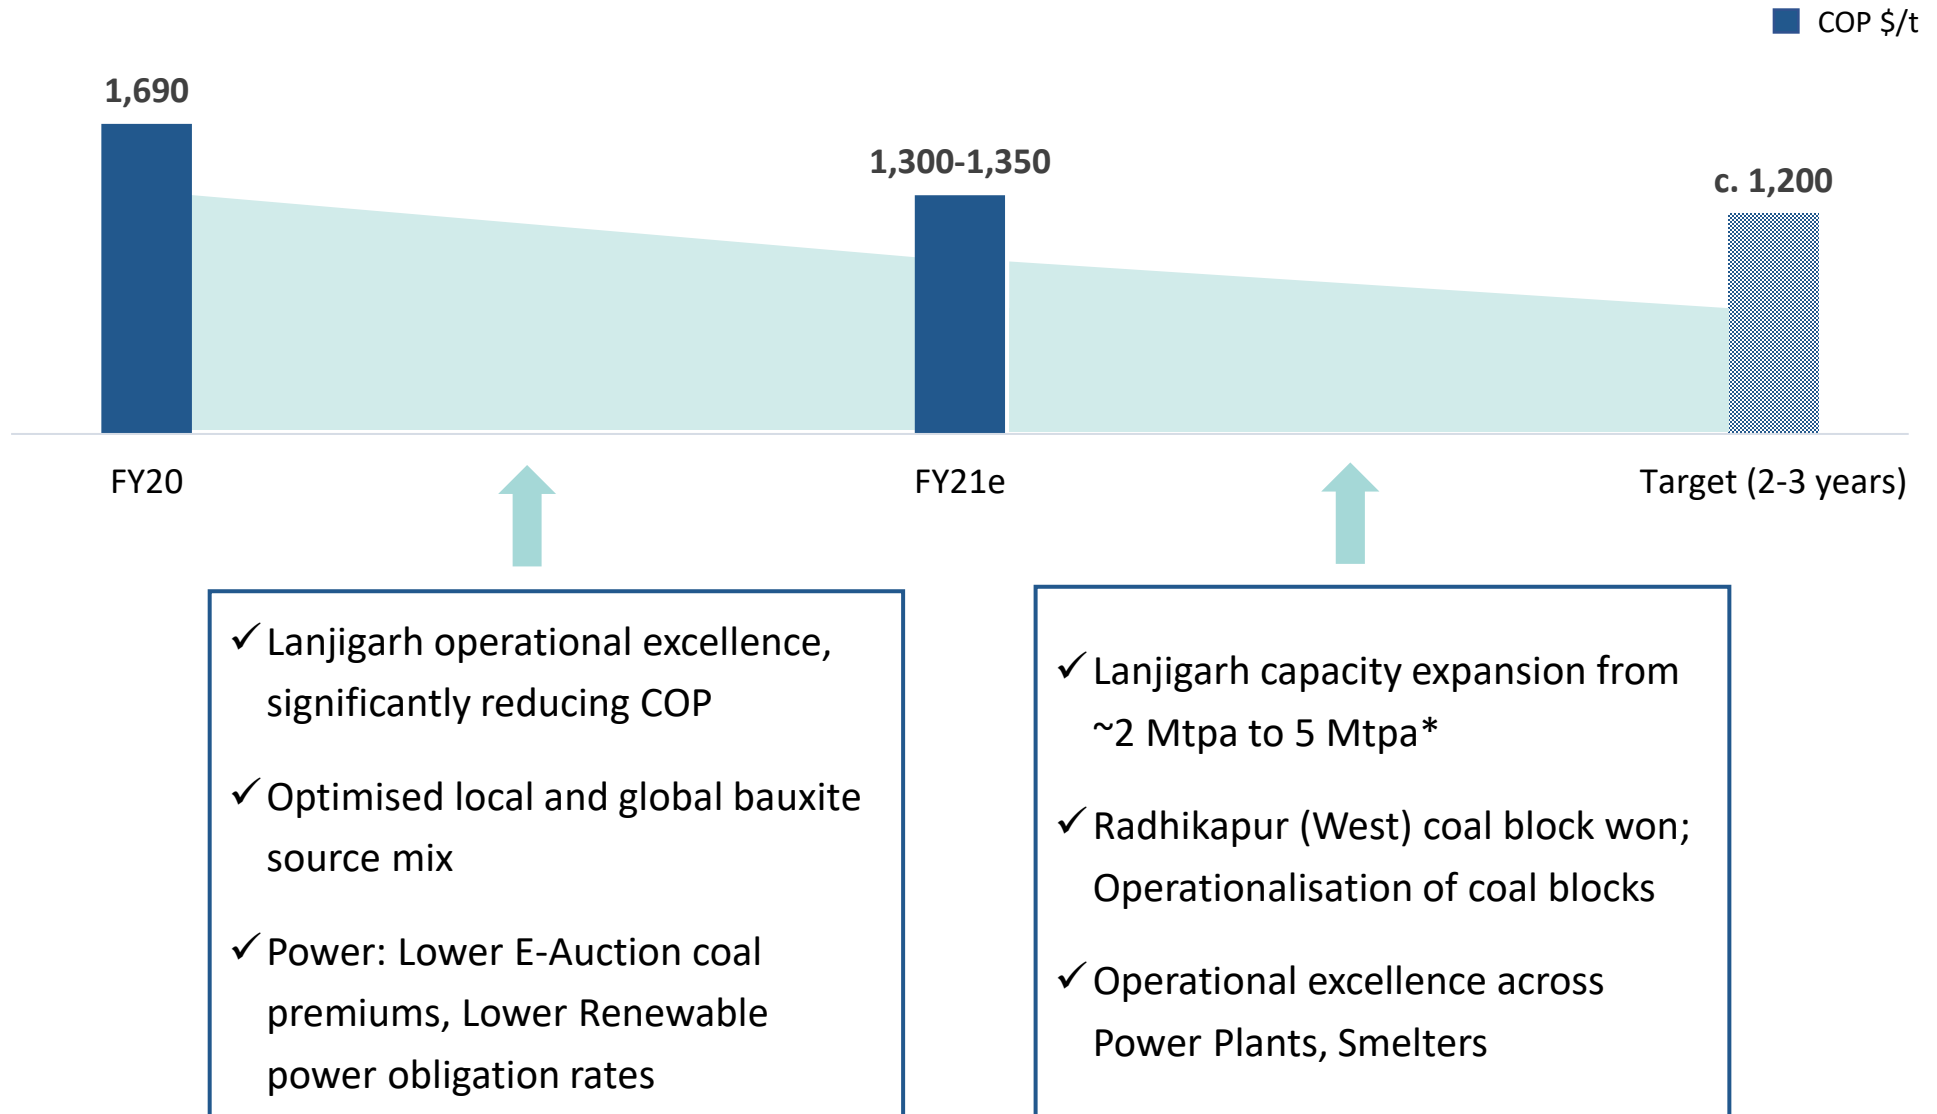 COP $/t
1,690
1,300-1,350
c. 1,200
FY20
FY21e
Target (2-3 years)
✓ Lanjigarh operational excellence,
significantly reducing COP
✓ Optimised local and global bauxite
source mix
✓ Power: Lower E-Auction coal
premiums, Lower Renewable
power obligation rates
✓ Lanjigarh capacity expansion from
~2 Mtpa to 5 Mtpa*
✓ Radhikapur (West) coal block won;
Operationalisation of coal blocks
✓ Operational excellence across
Power Plants, Smelters